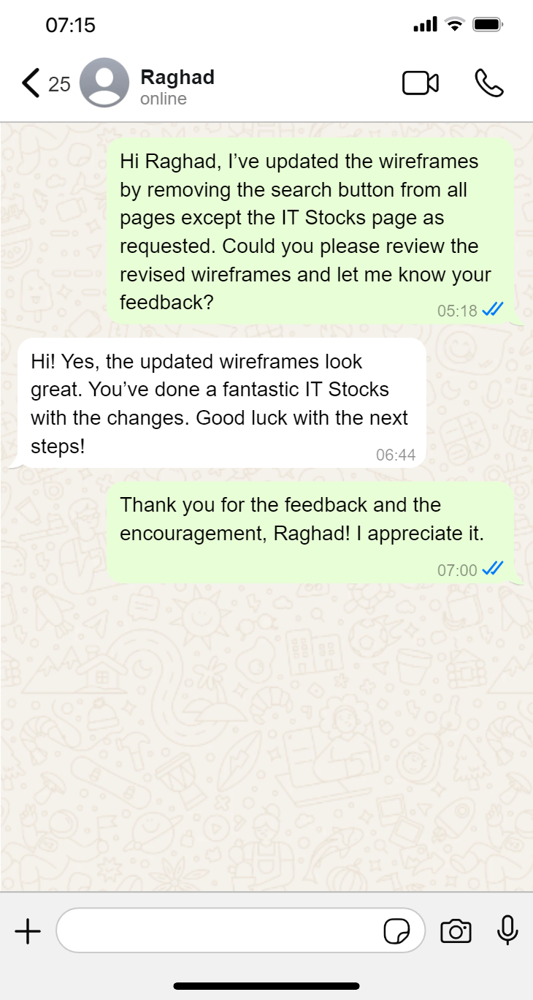 07:15
25
Raghad
online
Hi Raghad, I’ve updated the wireframes
by removing the search button from all
pages except the IT Stocks page as
requested. Could you please review the
revised wireframes and let me know your
feedback?
05:18
Hi! Yes, the updated wireframes look
great. You’ve done a fantastic IT Stocks
with the changes. Good luck with the next
steps!
06:44
Thank you for the feedback and the
encouragement, Raghad! I appreciate it.
07:00